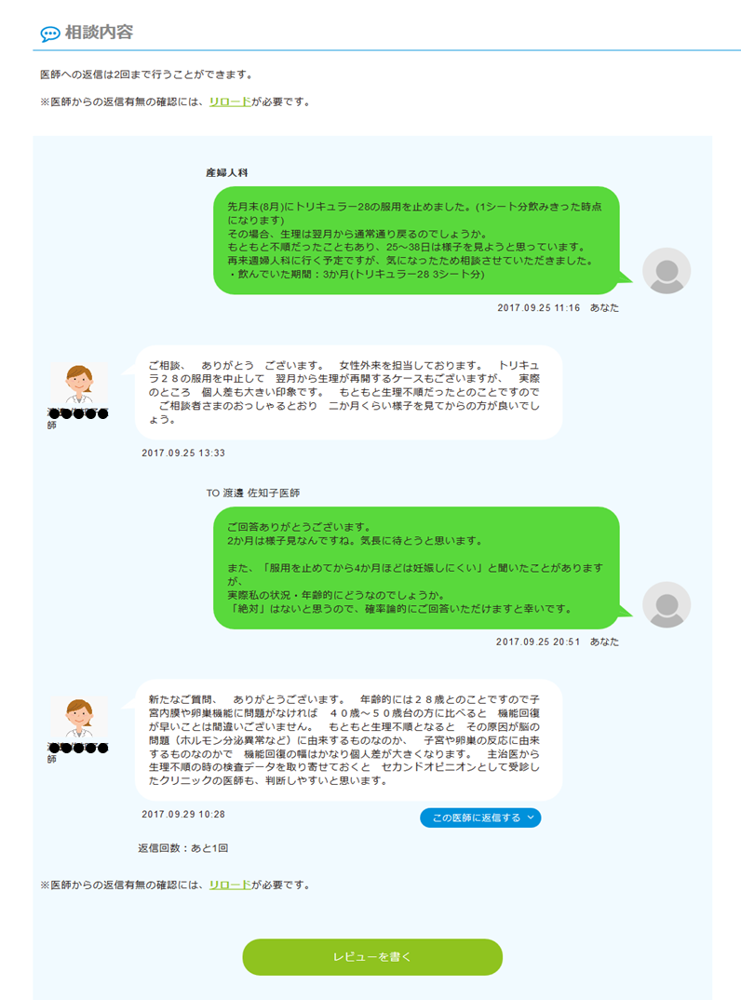 相談内容
医師への返信は2回まで行うことができます。
※医師からの返信有無の確認には、リロードが必要です。
産婦人科
先月末(8月)にトリキュラー28の服用を止めました。(1シート分飲みきった時点
になります)
その場合、生理は翌月から通常通り戻るのでしょうか。
もともと不順だったこともあり、25～38日は様子を見ようと思っています。
再来週婦人科に行く予定ですが、気になったため相談させていただきました。
・飲んでいた期間：3か月(トリキュラー28 3シート分)
2017.09.25 11:16　あなた
ご相談、　ありがとう　ございます。　女性外来を担当しております。　トリキュ
ラ２８の服用を中止して　翌月から生理が再開するケースもございますが、　実際
のところ　個人差も大きい印象です。　もともと生理不順だったとのことですので
　ご相談者さまのおっしゃるとおり　二か月くらい様子を見てからの方が良いでし
ょう。
師
2017.09.25 13:33
TO 渡邉 佐知子医師
ご回答ありがとうございます。
2か月は様子見なんですね。気長に待とうと思います。
また、「服用を止めてから4か月ほどは妊娠しにくい」と聞いたことがあります
が、
実際私の状況・年齢的にどうなのでしょうか。
「絶対」はないと思うので、確率論的にご回答いただけますと幸いです。
2017.09.25 20:51　あなた
新たなご質問、　ありがとうございます。　年齢的には２８歳とのことですので子
宮内膜や卵巣機能に問題がなければ　４０歳～５０歳台の方に比べると　機能回復
が早いことは間違いございません。　もともと生理不順となると　その原因が脳の
問題（ホルモン分泌異常など）に由来するものなのか、　子宮や卵巣の反応に由来
するものなのかで　機能回復の幅はかなり個人差が大きくなります。　主治医から
生理不順の時の検査データを取り寄せておくと　セカンドオピニオンとして受診し
たクリニックの医師も、判断しやすいと思います。
師
2017.09.29 10:28
この医師に返信する
返信回数：あと1回
※医師からの返信有無の確認には、リロードが必要です。
レビューを書く